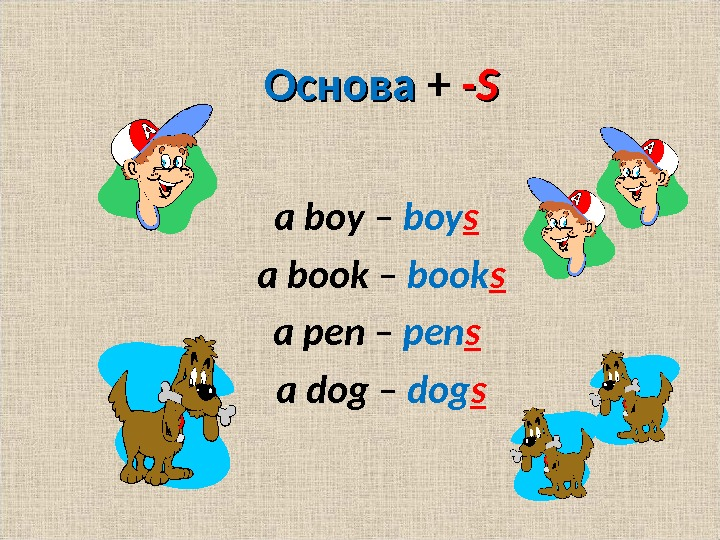 Основа + -S
A
A
A
a boy – boys
a book – books
a pen – pens
a dog – dogs